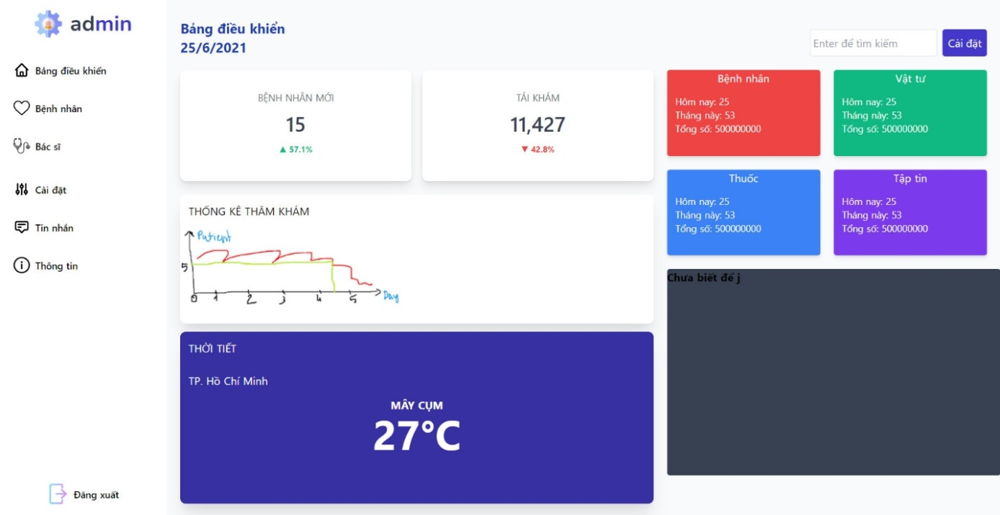 admin
Bảng điều khiển
Bệnh nhân
Bác sĩ
Cài đặt
Tin nhắn
Thông tin
Đăng xuất
Bảng điều khiển
25/6/2021
Enter để tìm kiếm
Cài đặt
BỆNH NHÂN MỚI
15
▲ 57.1%
TÁI KHÁM
11,427
▼ 42.8%
THỐNG KÊ THĂM KHÁM
Patient
5
0 1 2 3 4 5 Day
THỜI TIẾT
TP. Hồ Chí Minh
MÂY CỤM
27°C
Bệnh nhân
Hôm nay: 25
Tháng này: 53
Tổng số: 500000000
Vật tư
Hôm nay: 25
Tháng này: 53
Tổng số: 500000000
Thuốc
Hôm nay: 25
Tháng này: 53
Tổng số: 500000000
Tập tin
Hôm nay: 25
Tháng này: 53
Tổng số: 500000000
Chưa biết để j